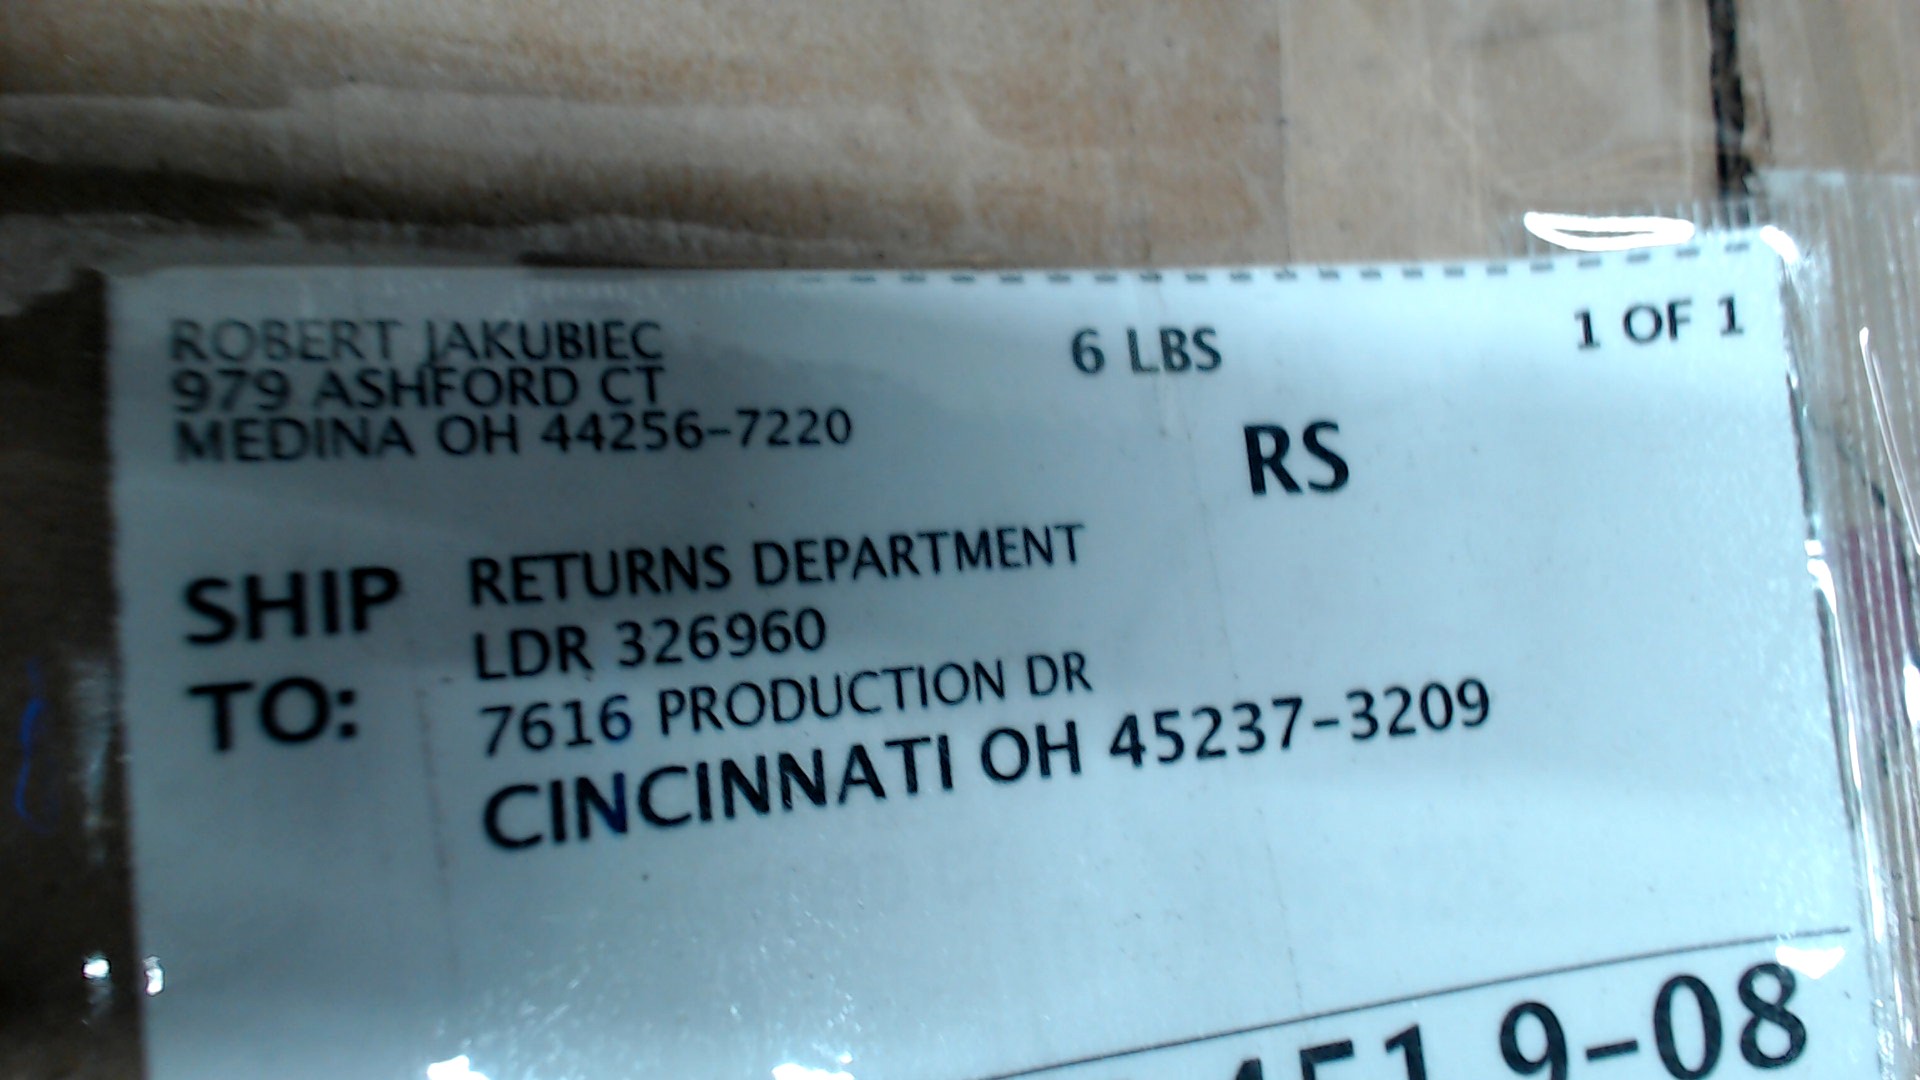 ROBERT JAKUBIEC
979 ASHFORD CT
MEDINA OH 44256-7220
6 LBS
1 OF 1
RS
SHIP TO:
RETURNS DEPARTMENT
LDR 326960
7616 PRODUCTION DR
CINCINNATI OH 45237-3209
451 9-08